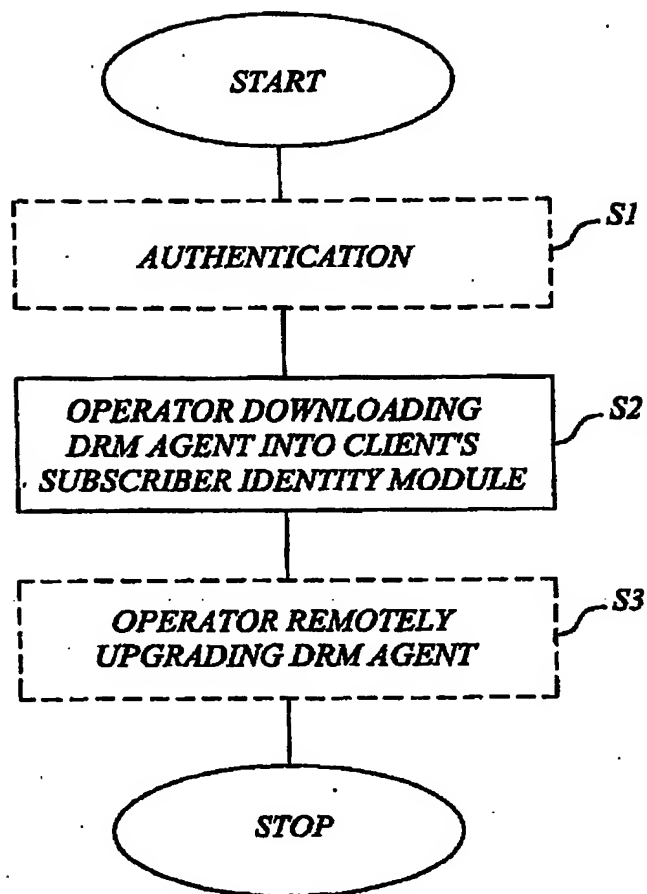 START
S1
AUTHENTICATION
S2
OPERATOR DOWNLOADING
DRM AGENT INTO CLIENT'S
SUBSCRIBER IDENTITY MODULE
S3
OPERATOR REMOTELY
UPGRADING DRM AGENT
STOP